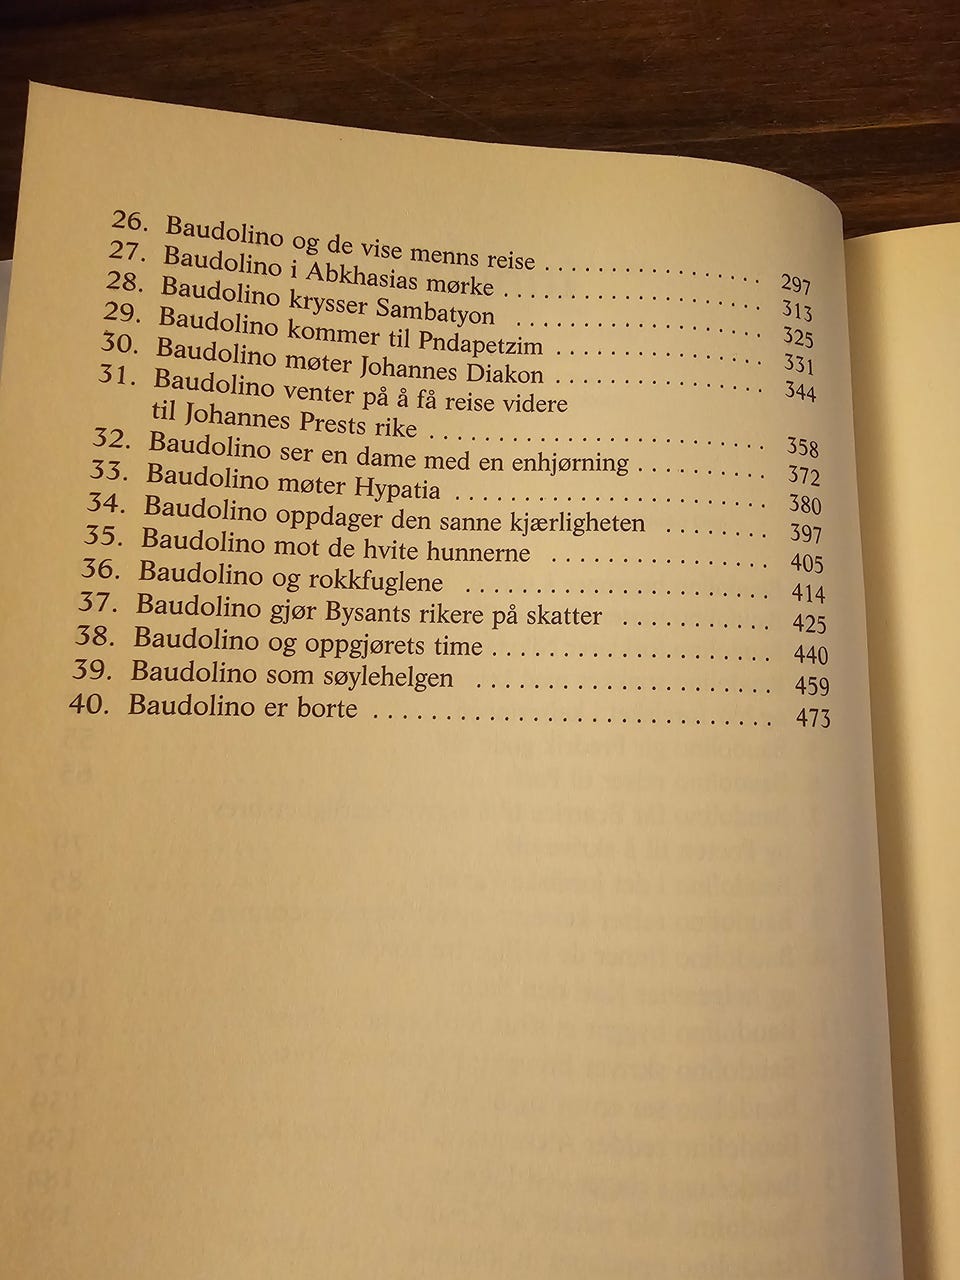 26. Baudolino og de vise menns reise . . . . . . . . . . . . . . . . . 297
27. Baudolino i Abkhasias mørke . . . . . . . . . . . . . . . . . . . . 313
28. Baudolino krysser Sambatyon . . . . . . . . . . . . . . . . . . . 325
29. Baudolino kommer til Pndapetzim . . . . . . . . . . . . . . . . 331
30. Baudolino møter Johannes Diakon . . . . . . . . . . . . . . . . 344
31. Baudolino venter på å få reise videre
til Johannes Prests rike . . . . . . . . . . . . . . . . . . . . . . . . . 358
32. Baudolino ser en dame med en enhjørning . . . . . . . . . . 372
33. Baudolino møter Hypatia . . . . . . . . . . . . . . . . . . . . . . . 380
34. Baudolino oppdager den sanne kjærligheten . . . . . . . . 397
35. Baudolino mot de hvite hunnerne . . . . . . . . . . . . . . . . 405
36. Baudolino og rokkfuglene . . . . . . . . . . . . . . . . . . . . . . 414
37. Baudolino gjør Bysants rikere på skatter . . . . . . . . . . . 425
38. Baudolino og oppgjørets time . . . . . . . . . . . . . . . . . . . . 440
39. Baudolino som søylehelgen . . . . . . . . . . . . . . . . . . . . . 459
40. Baudolino er borte . . . . . . . . . . . . . . . . . . . . . . . . . . . . 473